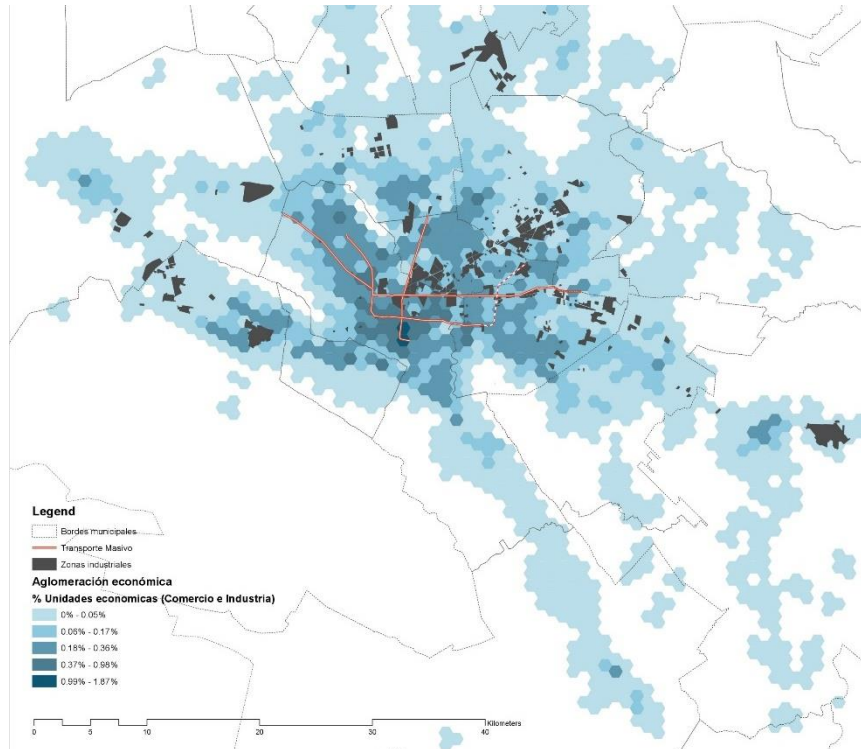 Legend
Bordes municipales
Transporte Masivo
Zonas industriales
Aglomeración económica
% Unidades economicas (Comercio e Industria)
0% - 0.05%
0.06% - 0.17%
0.18% - 0.36%
0.37% - 0.98%
0.99% - 1.87%
Kilometers
0 5 10 20 30 40